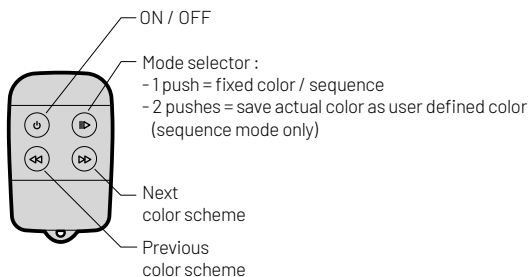 ON / OFF
Mode selector :
- 1 push = fixed color / sequence
- 2 pushes = save actual color as user defined color
(sequence mode only)
Next
color scheme
Previous
color scheme